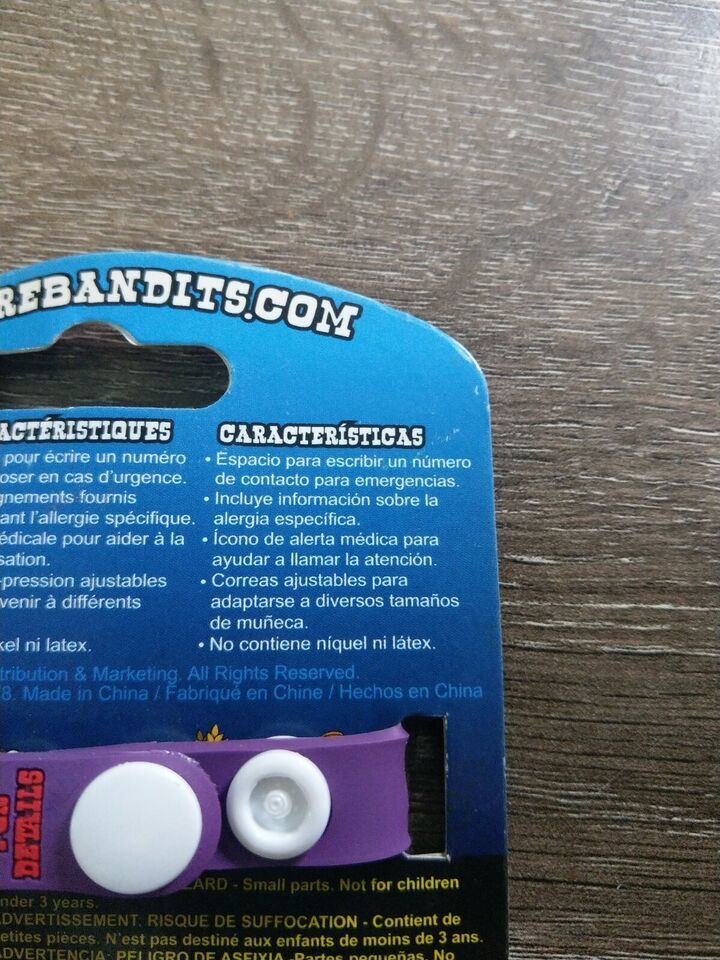 REBANDITS.COM
ACTÉRISTIQUES
pour écrire un numéro
oser en cas d'urgence.
gnements fournis
ant l'allergie spécifique.
édicale pour aider à la
sation.
-pression ajustables
venir à différents
kel ni latex.
CARACTERÍSTICAS
• Espacio para escribir un número
de contacto para emergencias.
• Incluye información sobre la
alergia específica.
• Ícono de alerta médica para
ayudar a llamar la atención.
• Correas ajustables para
adaptarse a diversos tamaños
de muñeca.
• No contiene níquel ni látex.
tribution & Marketing. All Rights Reserved.
8. Made in China / Fabriqué en Chine / Hechos en China
DETAILS
ZARD - Small parts. Not for children
nder 3 years.
ADVERTISSEMENT. RISQUE DE SUFFOCATION - Contient de
etites pièces. N'est pas destiné aux enfants de moins de 3 ans.
ADVERTENCIA: PELIGRO DE ASFIXIA -Partes pequeñas. No